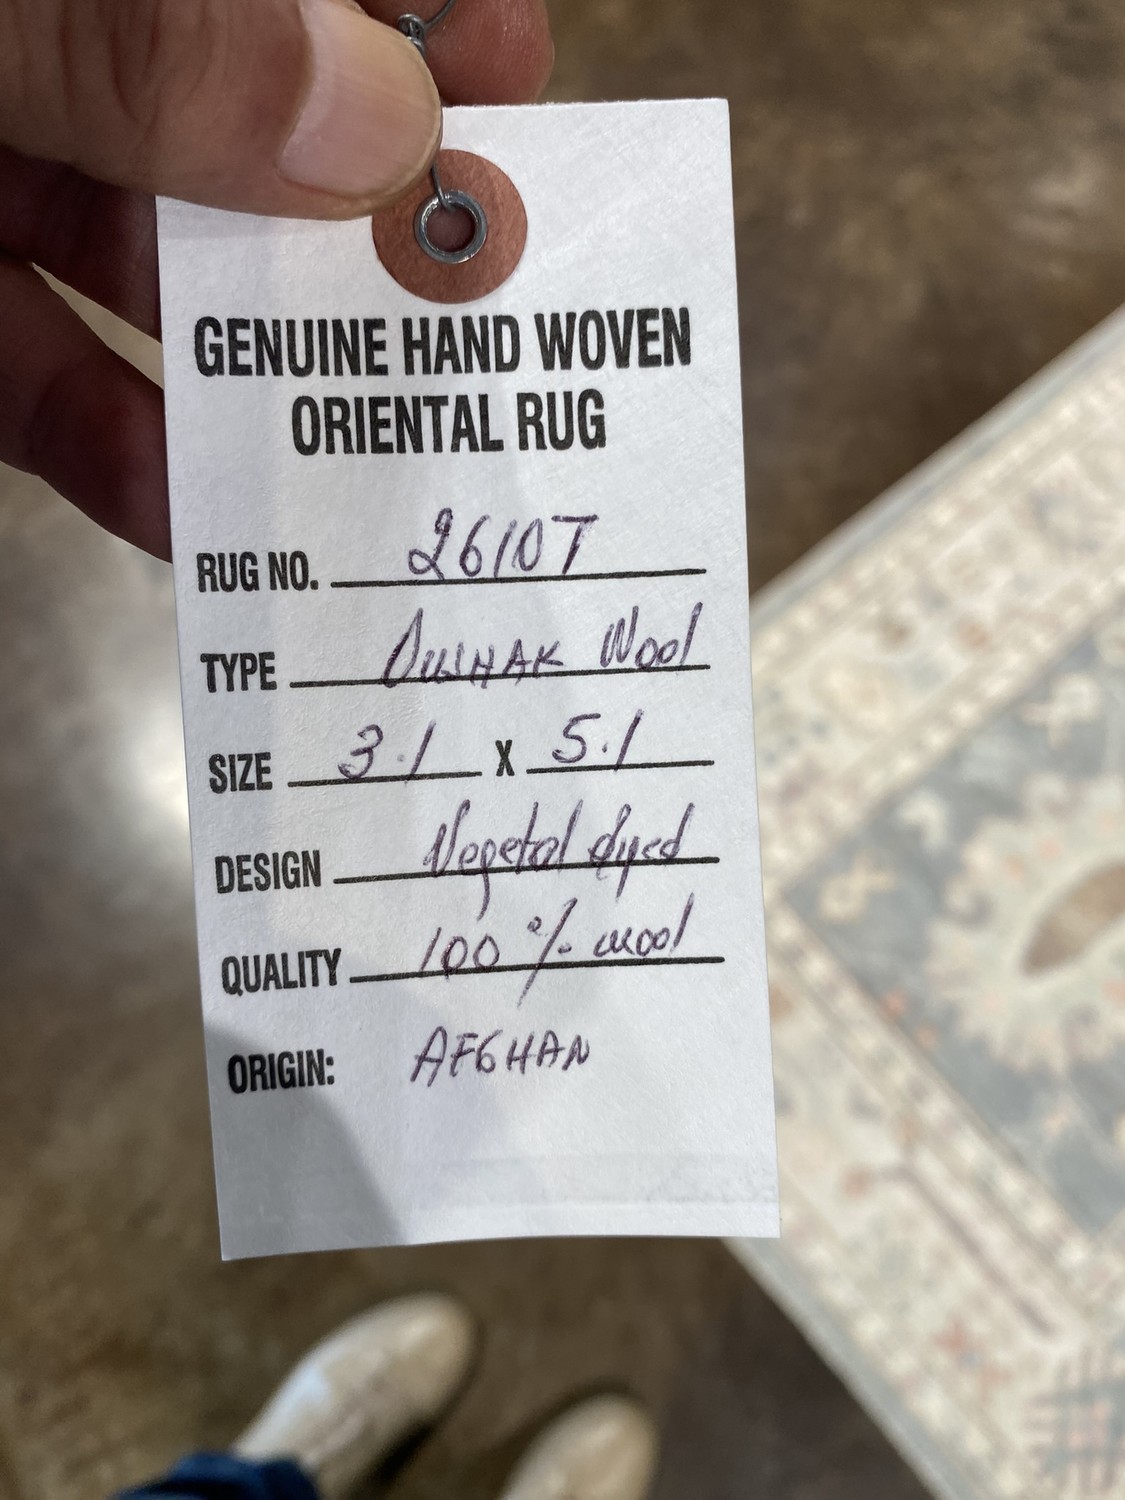 GENUINE HAND WOVEN
ORIENTAL RUG
RUG NO. 26107
TYPE Oushak Wool
SIZE 3.1 X 5.1
DESIGN Vegetal dyed
QUALITY 100% wool
ORIGIN: AFGHAN